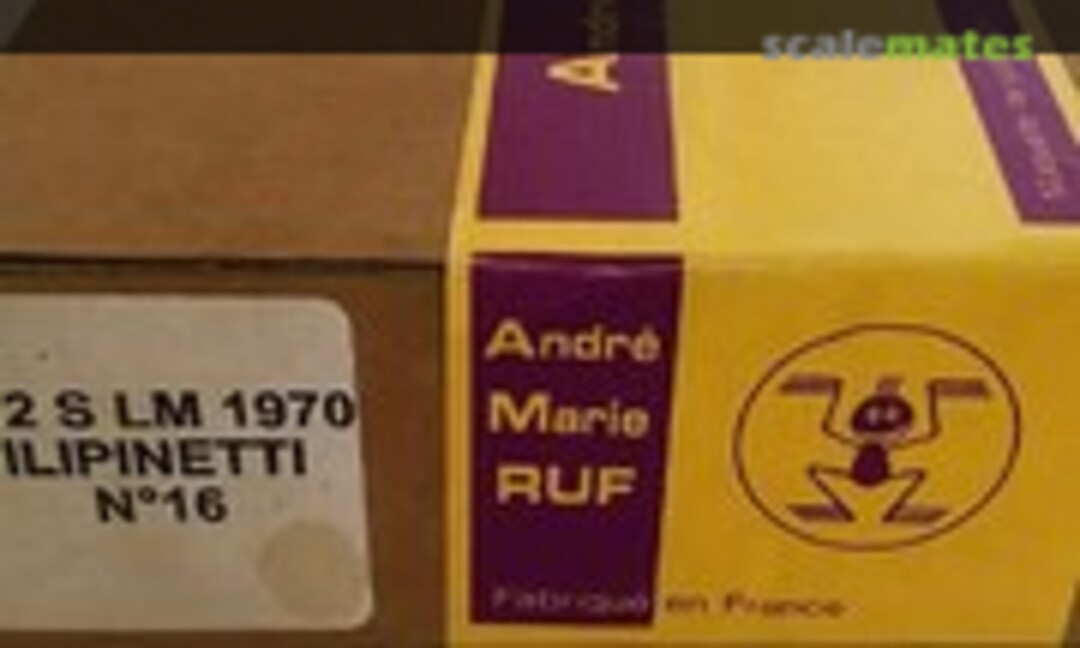 scalemates
A
2 S LM 1970
ILIPINETTI
N°16
André
Marie
RUF
Fabriqué en France